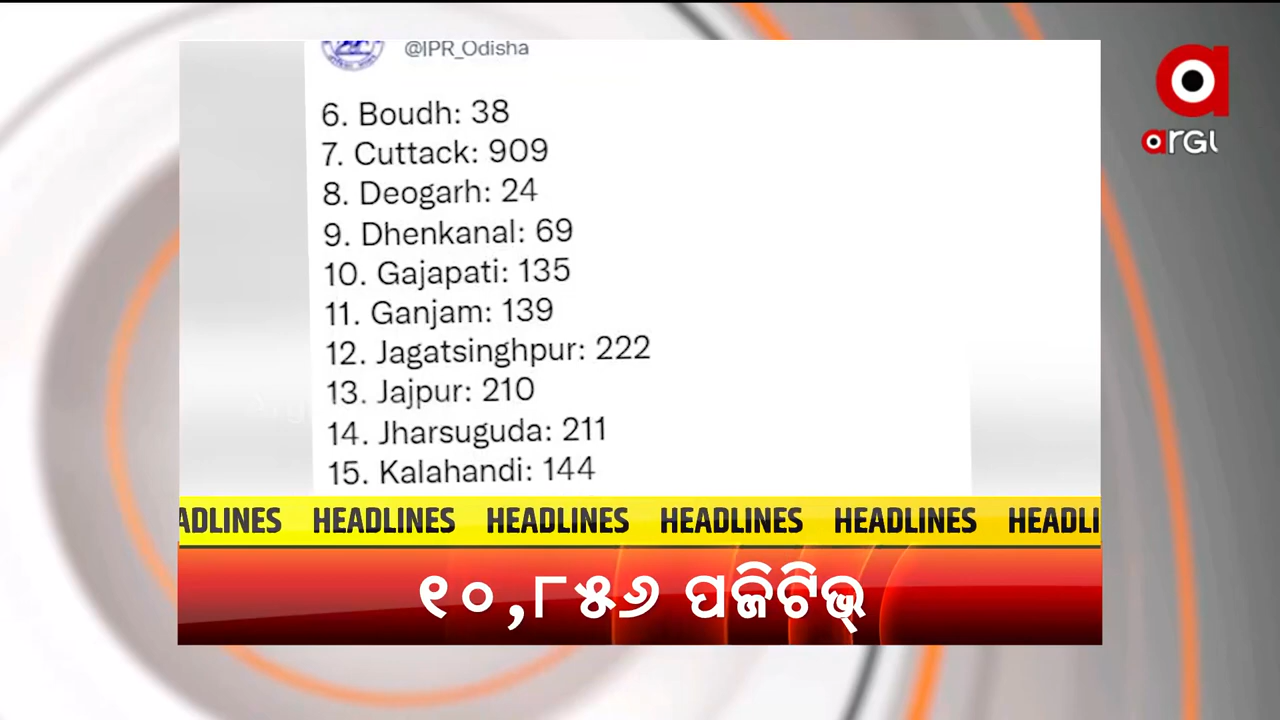 @IPR_Odisha
6. Boudh: 38
7. Cuttack: 909
8. Deogarh: 24
9. Dhenkanal: 69
10. Gajapati: 135
11. Ganjam: 139
12. Jagatsinghpur: 222
13. Jajpur: 210
14. Jharsuguda: 211
15. Kalahandi: 144
argu
ADLINES HEADLINES HEADLINES HEADLINES HEADLINES HEADLI
୧୦,୮୫୬ ପଜିଟିଭ୍